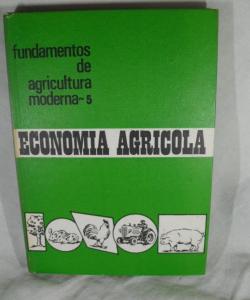 fundamentos
de
agricultura
moderna-5
ECONOMIA AGRICOLA